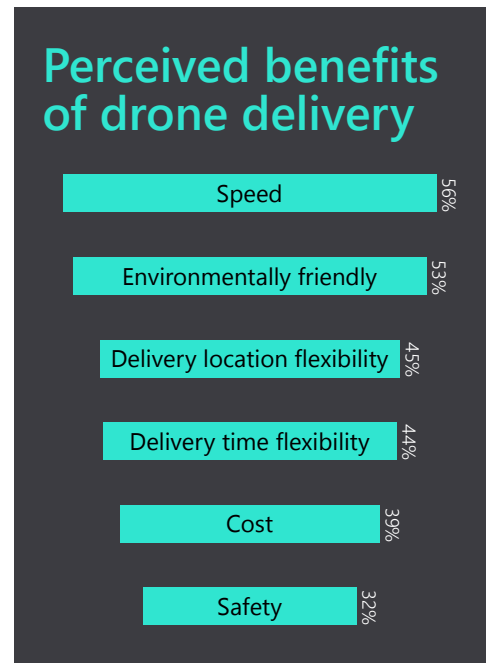 Perceived benefits
of drone delivery
Speed
56%
Environmentally friendly
53%
Delivery location flexibility
45%
Delivery time flexibility
44%
Cost
39%
Safety
32%